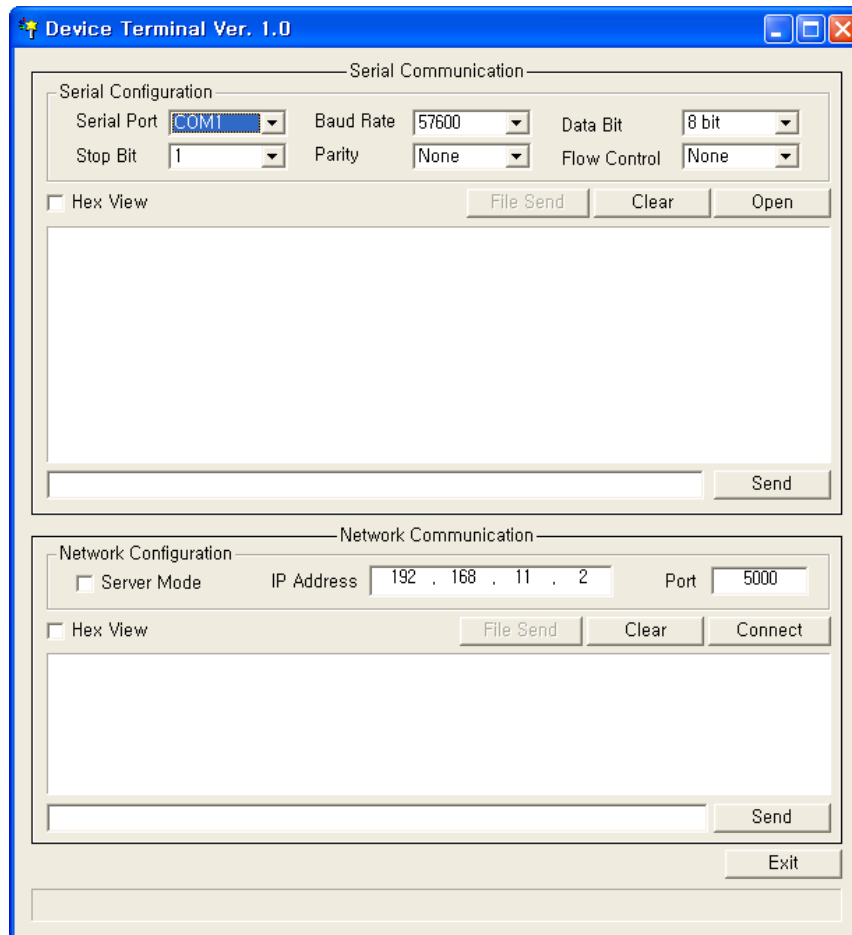 Device Terminal Ver. 1.0
Serial Communication
Serial Configuration
Serial Port COM1 Baud Rate 57600 Data Bit 8 bit
Stop Bit 1 Parity None Flow Control None
Hex View File Send Clear Open
Send
Network Communication
Network Configuration
Server Mode IP Address 192 . 168 . 11 . 2 Port 5000
Hex View File Send Clear Connect
Send
Exit